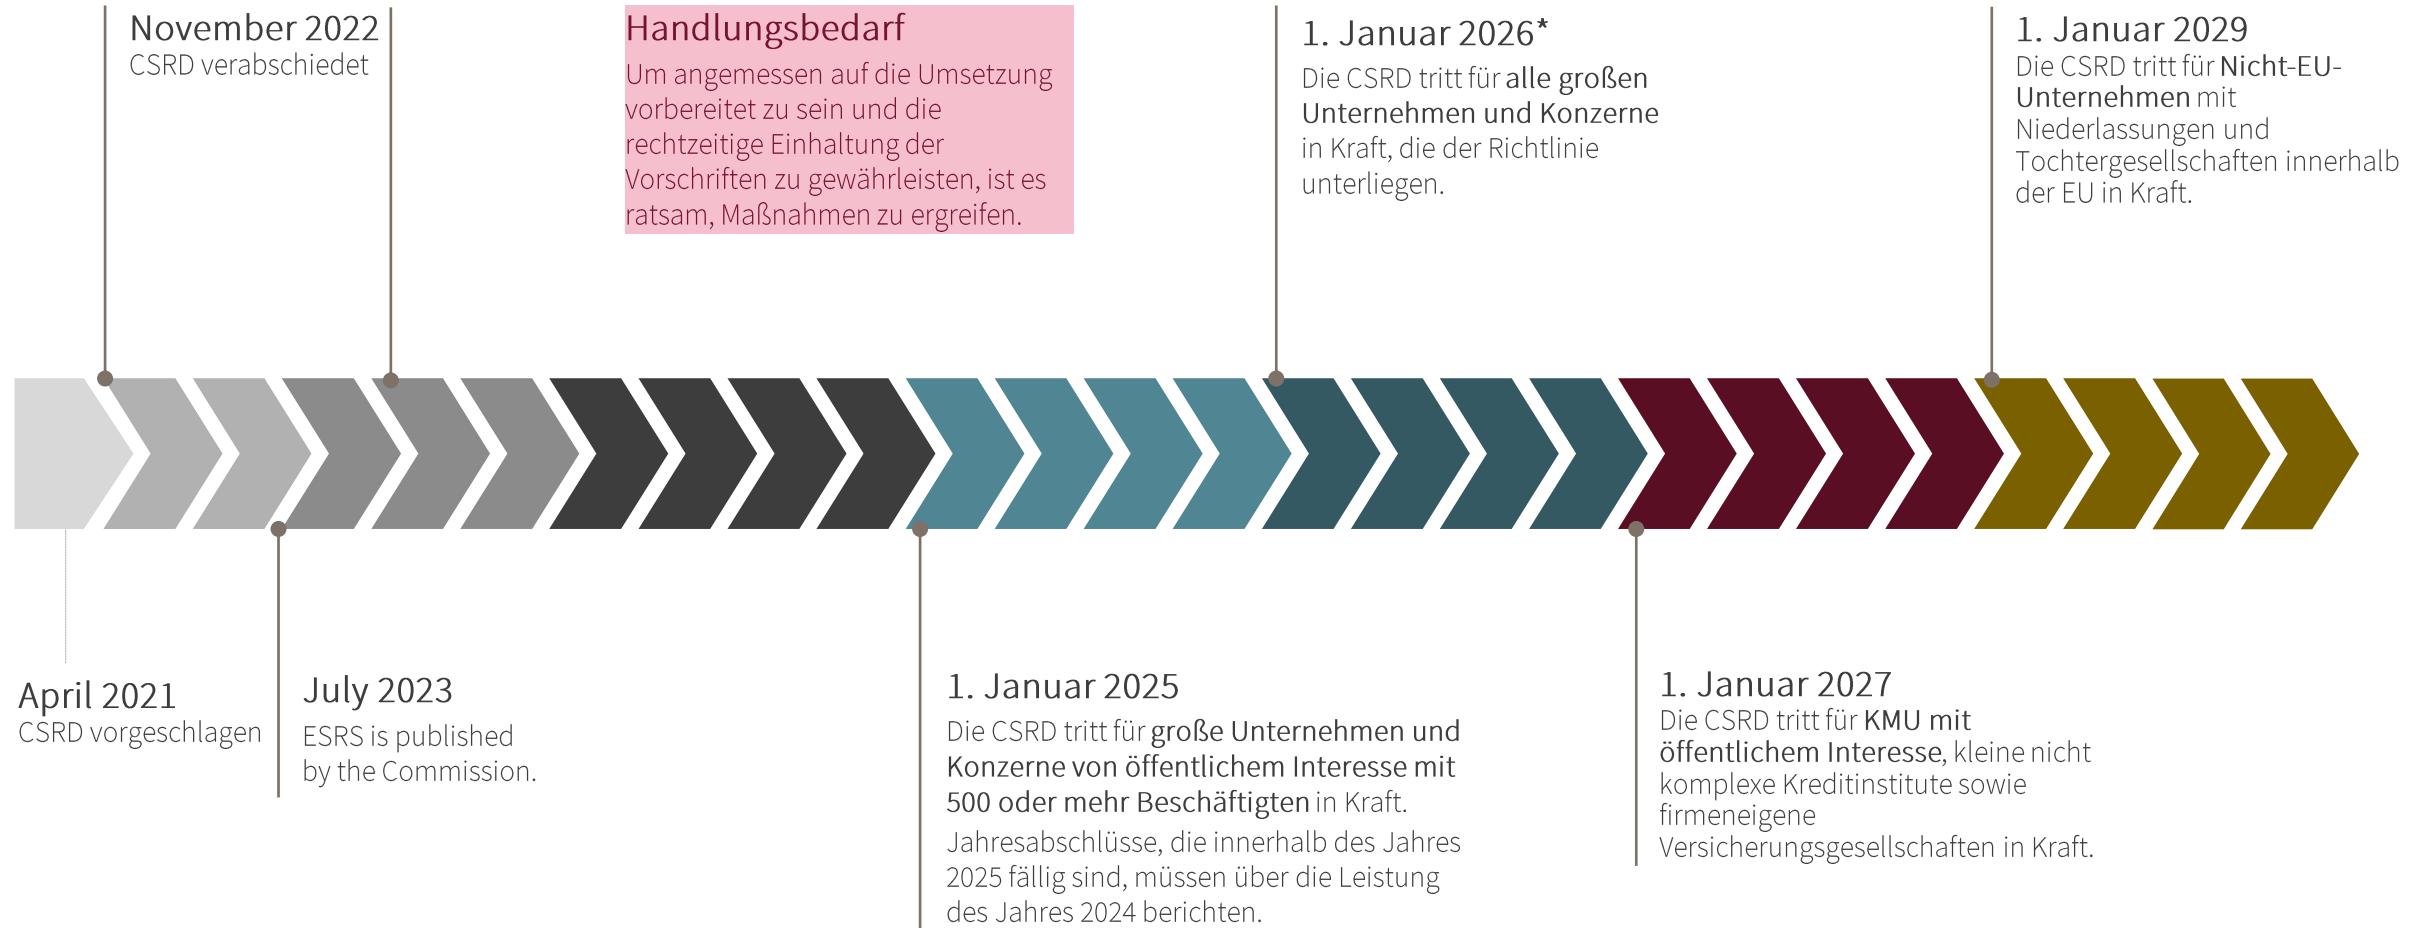 November 2022
CSRD verabschiedet
Handlungsbedarf
Um angemessen auf die Umsetzung
vorbereitet zu sein und die
rechtzeitige Einhaltung der
Vorschriften zu gewährleisten, ist es
ratsam, Maßnahmen zu ergreifen.
1. Januar 2026*
Die CSRD tritt für alle großen
Unternehmen und Konzerne
in Kraft, die der Richtlinie
unterliegen.
1. Januar 2029
Die CSRD tritt für Nicht-EU-
Unternehmen mit
Niederlassungen und
Tochtergesellschaften innerhalb
der EU in Kraft.
April 2021
CSRD vorgeschlagen
July 2023
ESRS is published
by the Commission.
1. Januar 2025
Die CSRD tritt für große Unternehmen und
Konzerne von öffentlichem Interesse mit
500 oder mehr Beschäftigten in Kraft.
Jahresabschlüsse, die innerhalb des Jahres
2025 fällig sind, müssen über die Leistung
des Jahres 2024 berichten.
1. Januar 2027
Die CSRD tritt für KMU mit
öffentlichem Interesse, kleine nicht
komplexe Kreditinstitute sowie
firmeneigene
Versicherungsgesellschaften in Kraft.